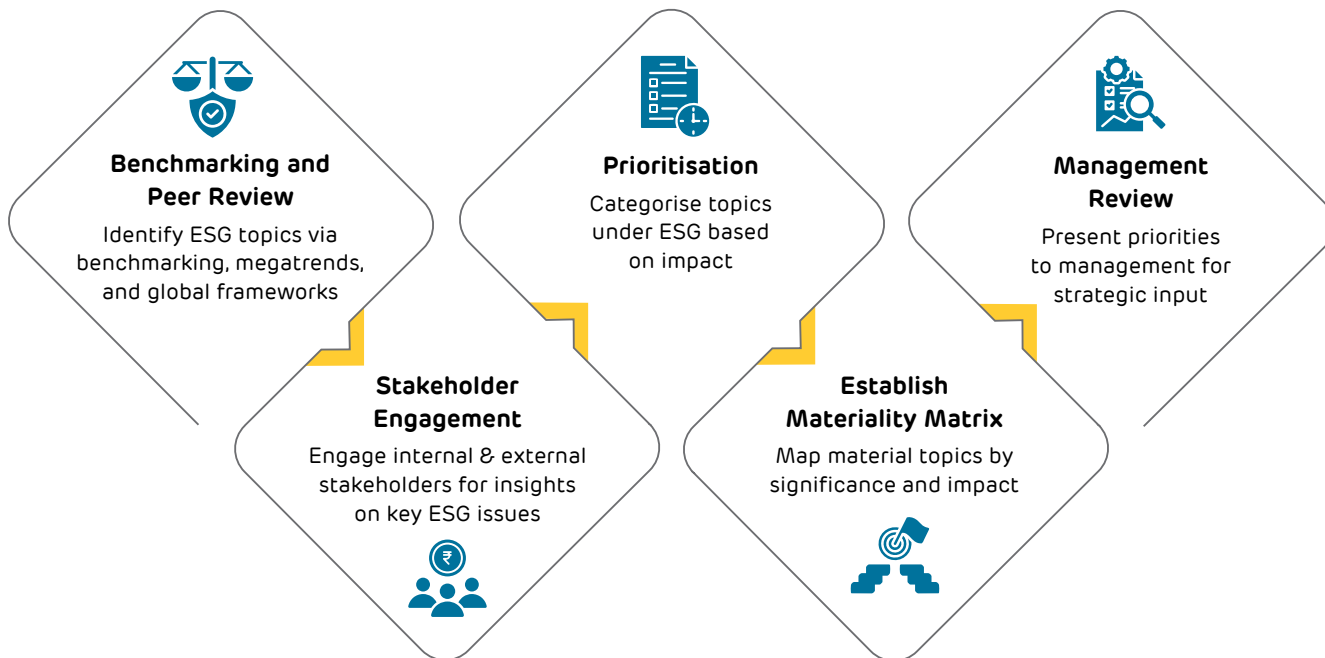 Benchmarking and
Peer Review
Identify ESG topics via
benchmarking, megatrends,
and global frameworks
Stakeholder
Engagement
Engage internal & external
stakeholders for insights
on key ESG issues
₹
Prioritisation
Categorise topics
under ESG based
on impact
Establish
Materiality Matrix
Map material topics by
significance and impact
Management
Review
Present priorities
to management for
strategic input